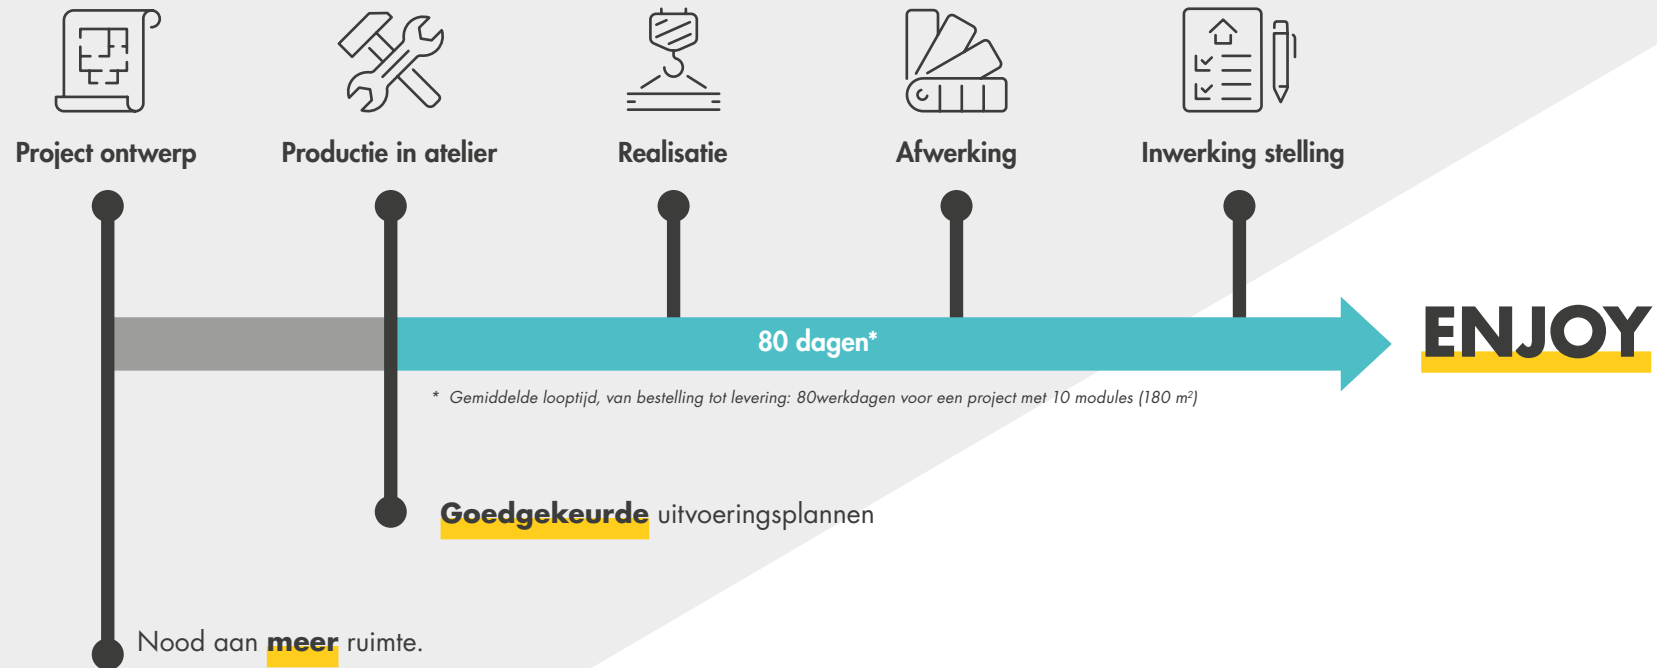 Project ontwerp
Productie in atelier
Realisatie
Afwerking
Inwerking stelling
80 dagen*
ENJOY
* Gemiddelde looptijd, van bestelling tot levering: 80werkdagen voor een project met 10 modules (180 m²)
Goedgekeurde uitvoeringsplannen
Nood aan meer ruimte.